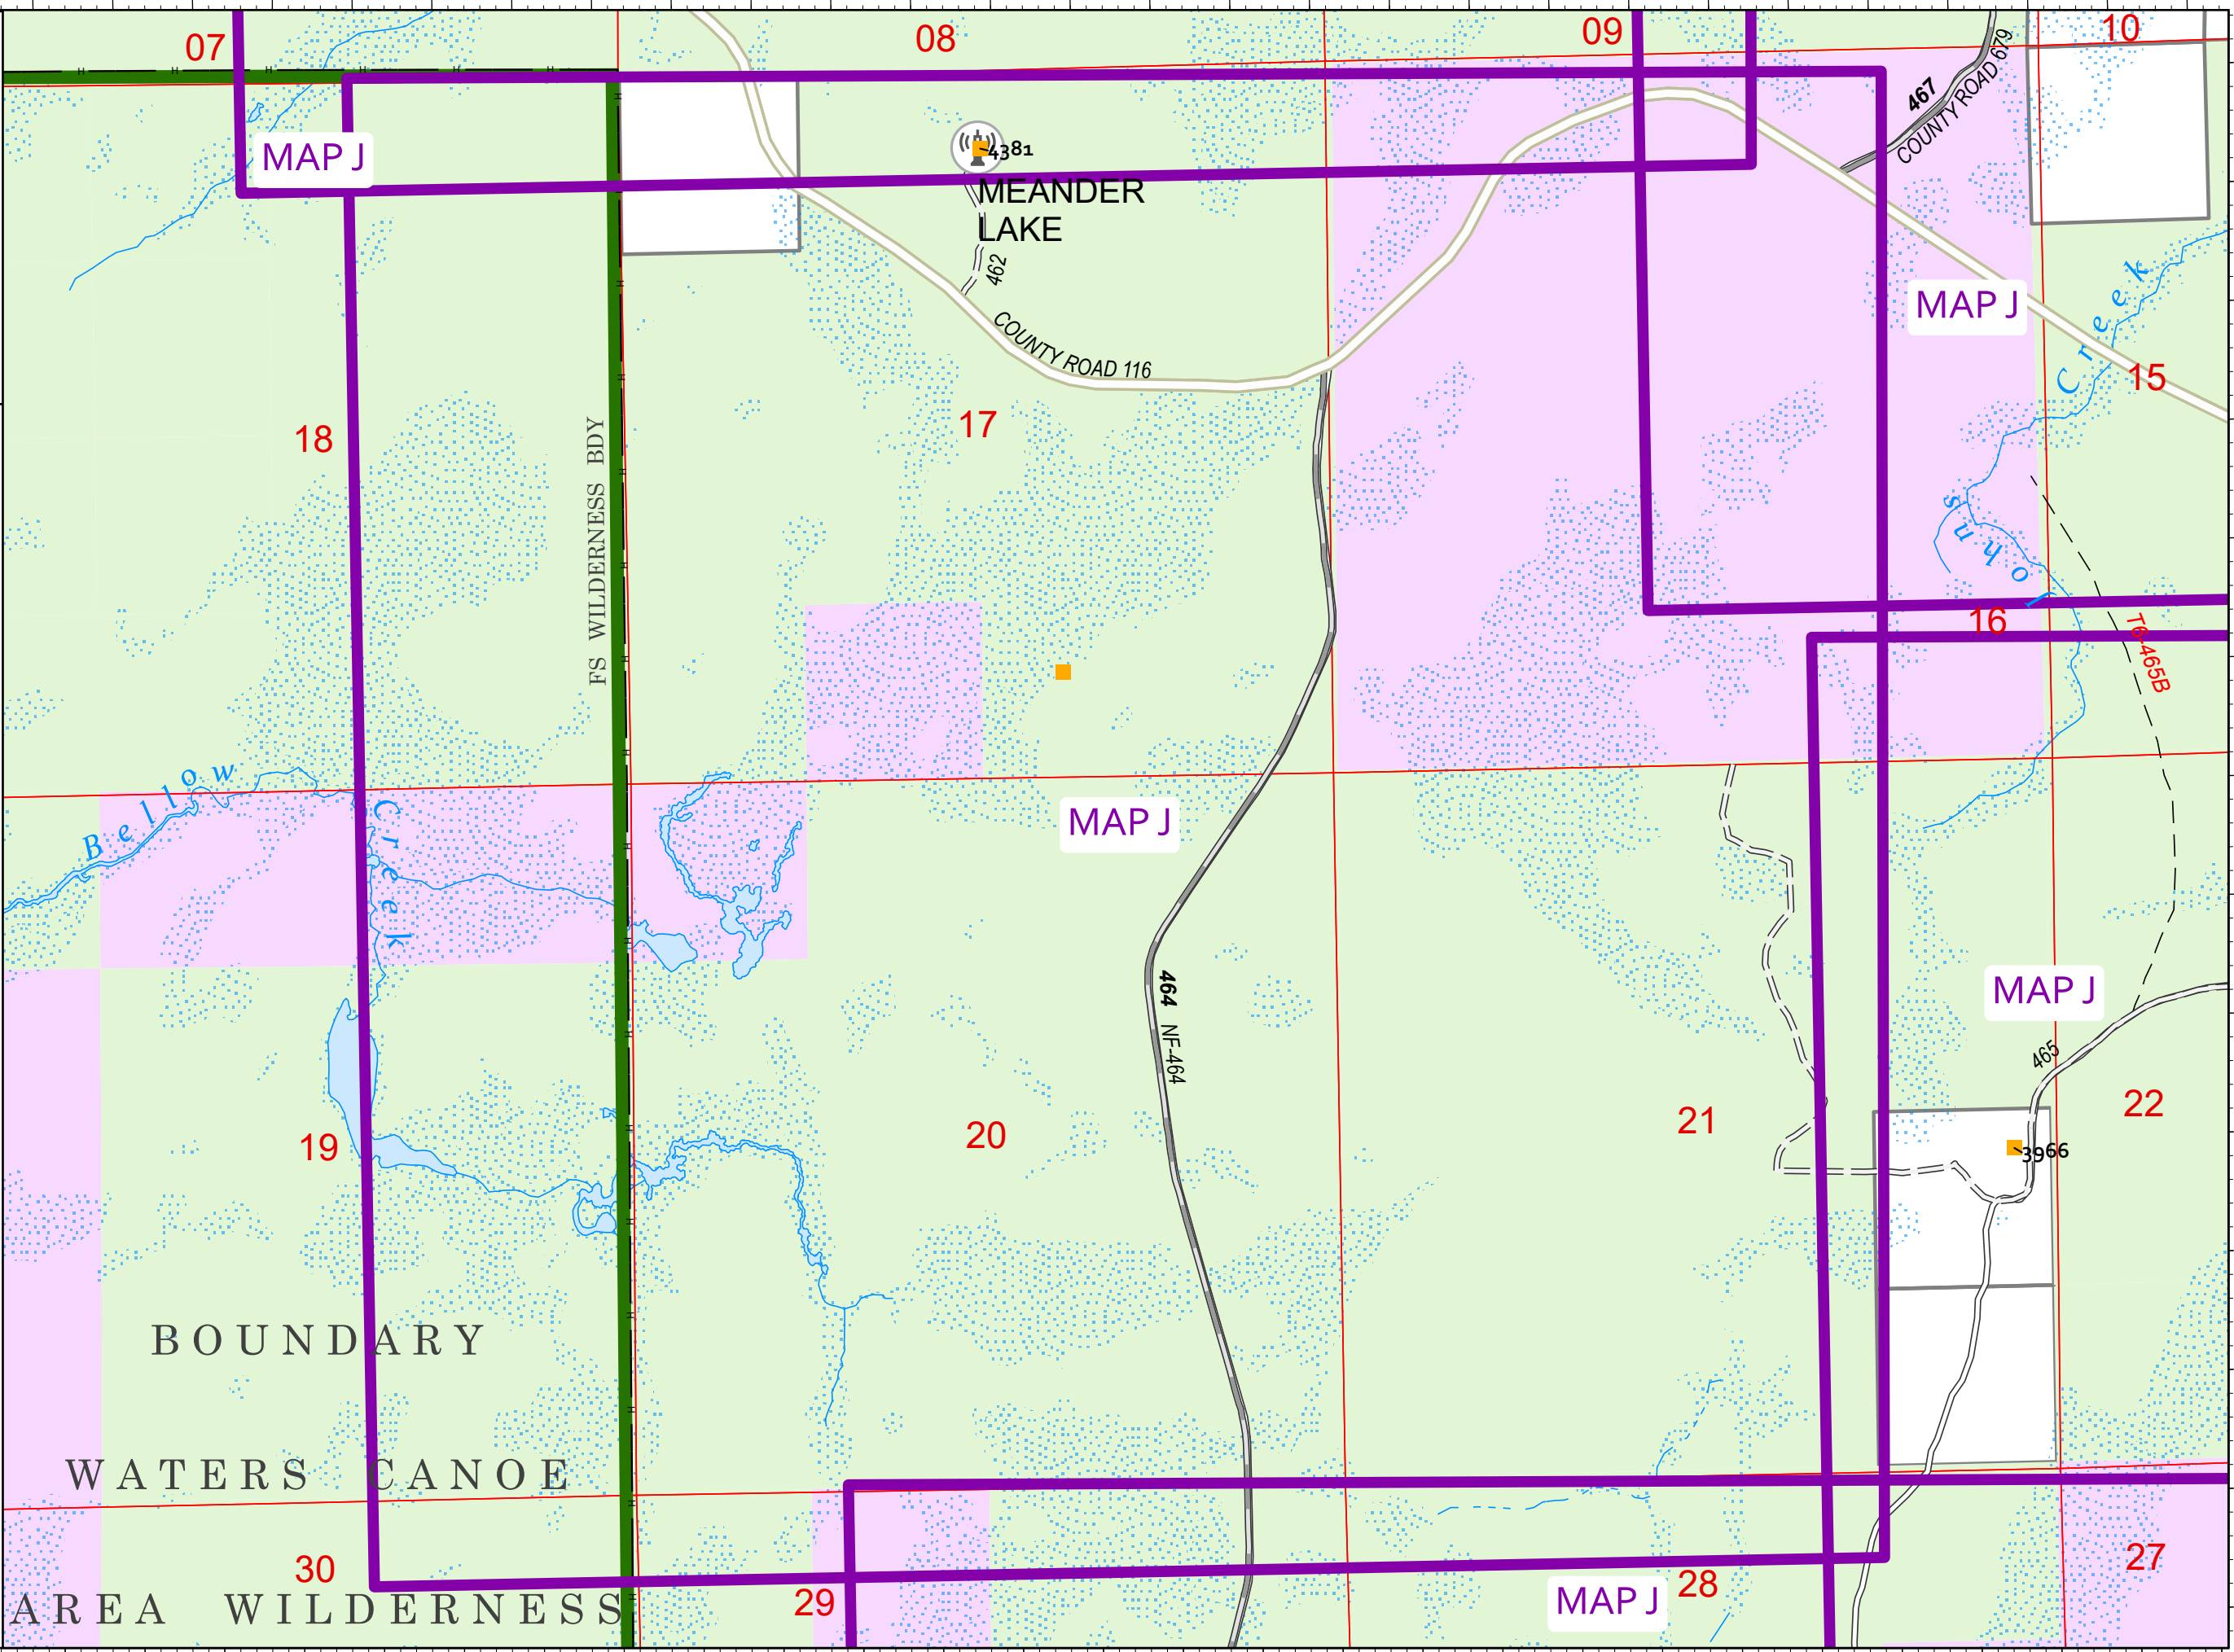 07
08
09
10
467
COUNTY ROAD 679
MAP J
4381
MEANDER
LAKE
462
COUNTY ROAD 116
MAP J
Johns Creek
15
18
17
FS WILDERNESS BDY
16
T6-465B
Bellow Creek
MAP J
464 NF-464
MAP J
465
19
20
21
22
3966
BOUNDARY
WATERS CANOE
AREA WILDERNESS
30
29
MAP J
28
27